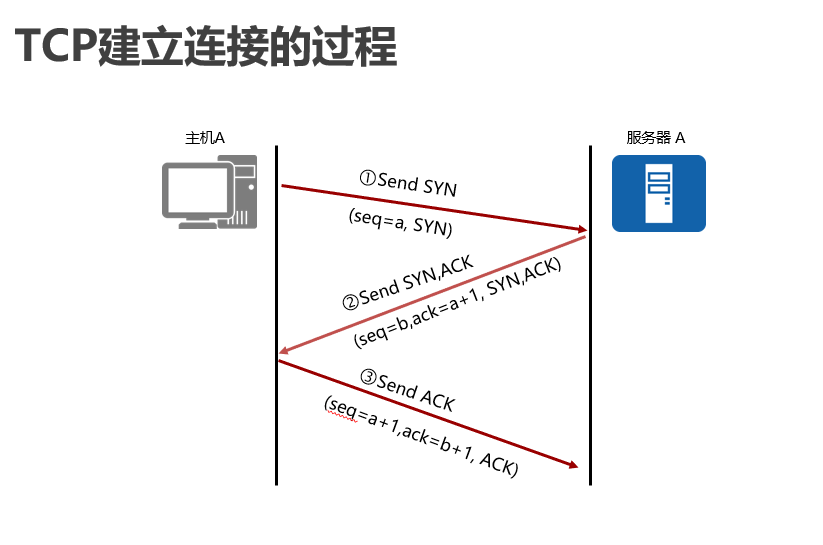 TCP建立连接的过程
主机A
服务器 A
①Send SYN
(seq=a, SYN)
②Send SYN,ACK
(seq=b,ack=a+1, SYN,ACK)
③Send ACK
(seq=a+1,ack=b+1, ACK)